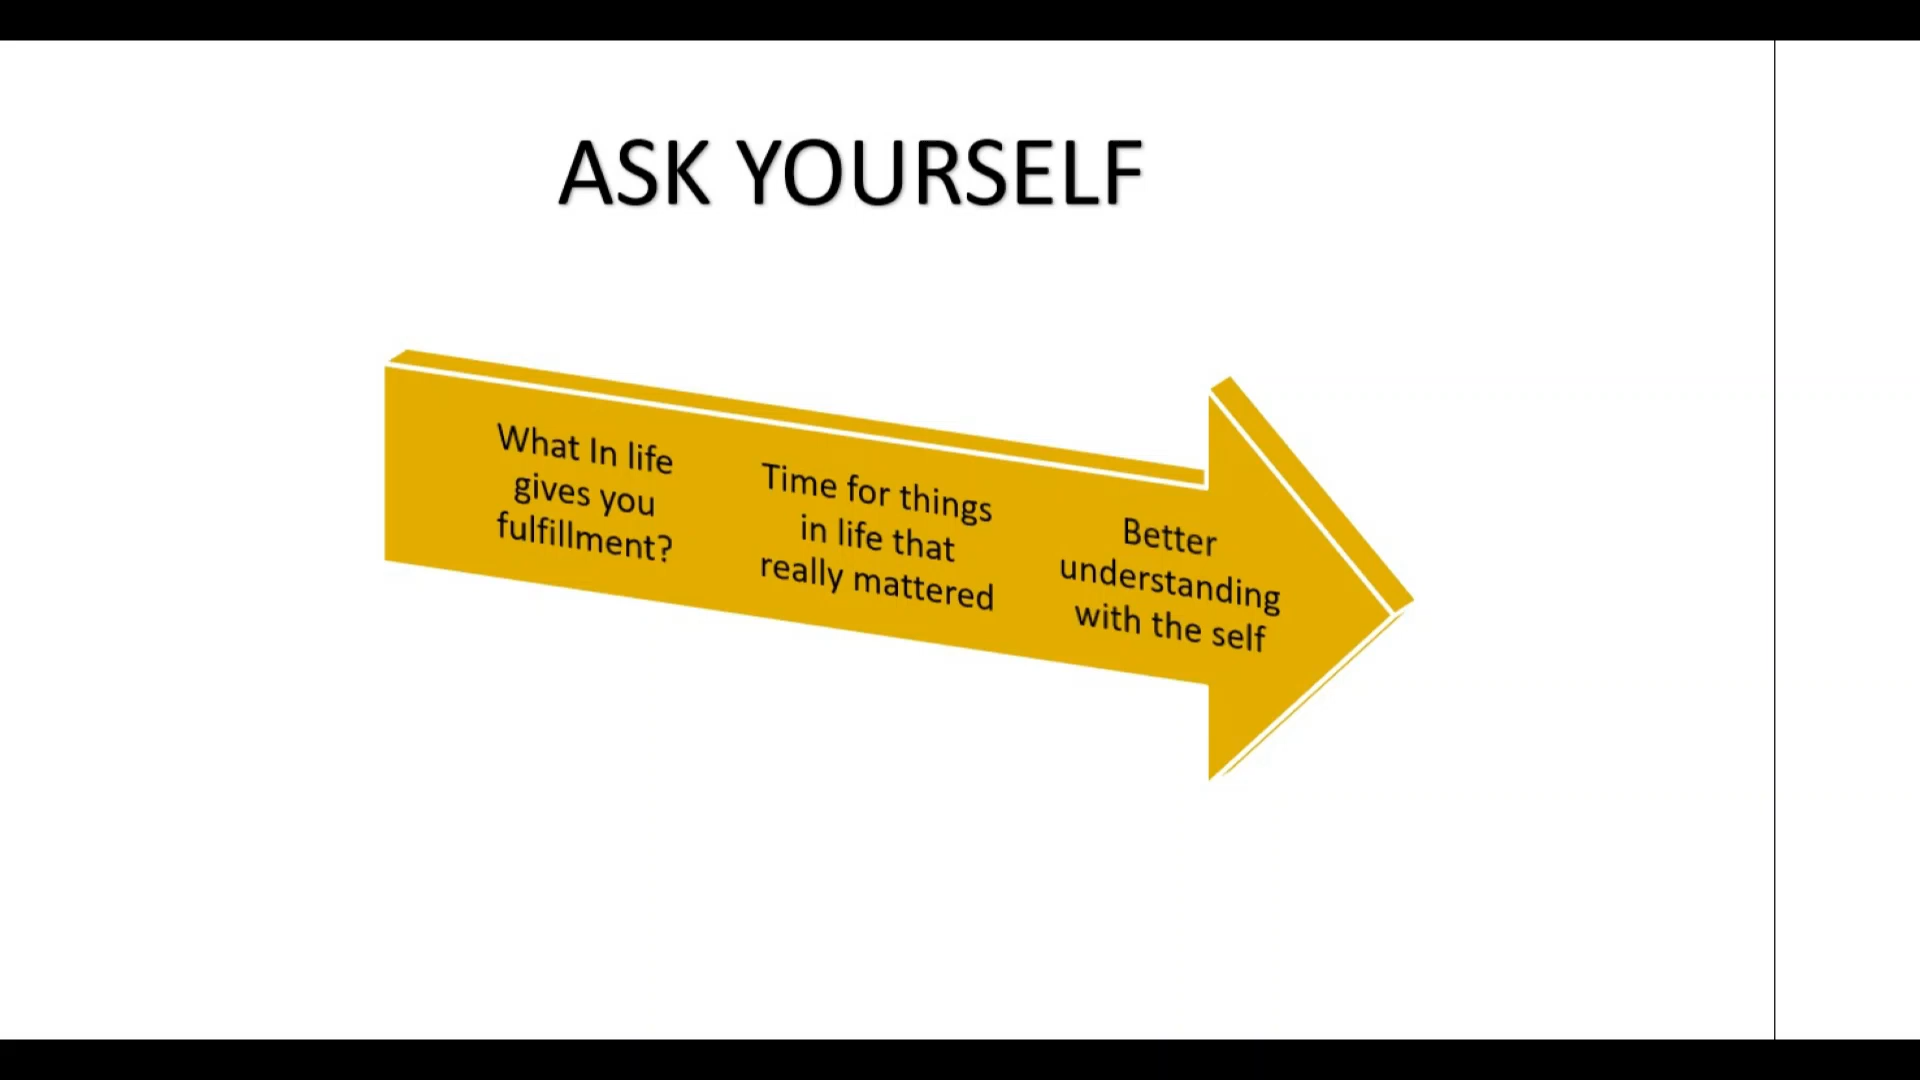 ASK YOURSELF
What In life
gives you
fulfillment?
Time for things
in life that
really mattered
Better
understanding
with the self